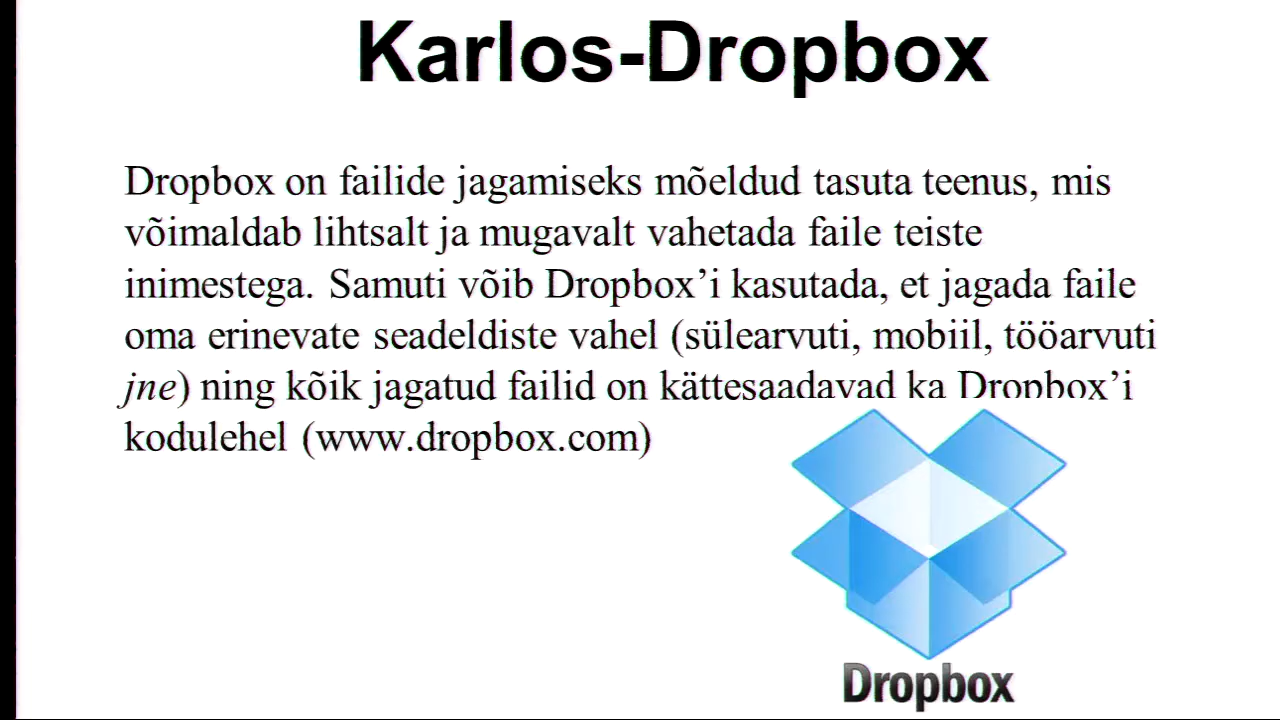 Karlos-Dropbox
Dropbox on failide jagamiseks mõeldud tasuta teenus, mis
võimaldab lihtsalt ja mugavalt vahetada faile teiste
inimestega. Samuti võib Dropbox’i kasutada, et jagada faile
oma erinevate seadeldiste vahel (sülearvuti, mobiil, tööarvuti
jne) ning kõik jagatud failid on kättesaadavad ka Dropbox’i
kodulehel (www.dropbox.com)
Dropbox